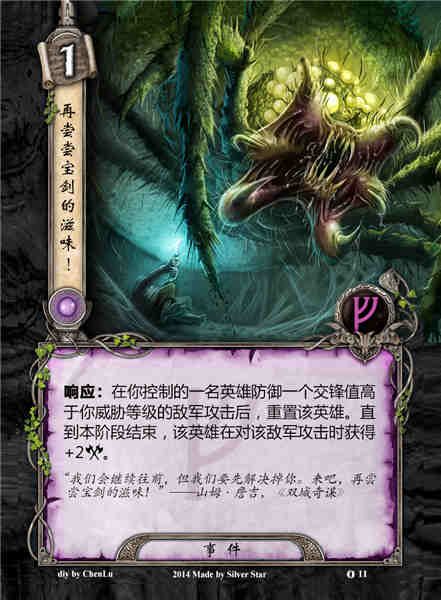 1
再尝尝宝剑的滋味！
响应：在你控制的一名英雄防御一个交锋值高
于你威胁等级的敌军攻击后，重置该英雄。直
到本阶段结束，该英雄在对该敌军攻击时获得
+2。
“我们会继续往前，但我们要先解决掉你。来吧，再尝
尝宝剑的滋味！”——山姆·詹吉，《双城奇谋》
事件
diy by ChenLu
2014 Made by Silver Star
11